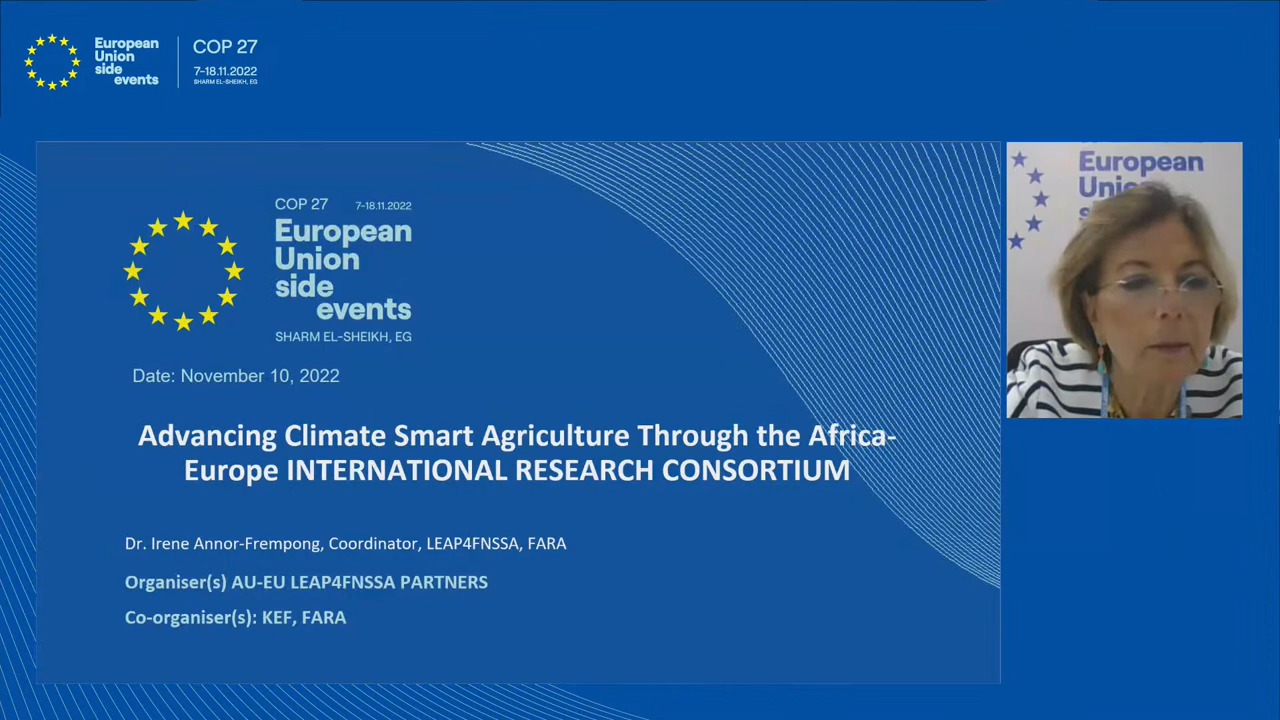 European
Union
side
events
COP 27
7-18.11.2022
SHARM EL-SHEIKH, EG
COP 27 7-18.11.2022
European
Union
side
events
SHARM EL-SHEIKH, EG
Date: November 10, 2022
Advancing Climate Smart Agriculture Through the Africa-
Europe INTERNATIONAL RESEARCH CONSORTIUM
Dr. Irene Annor-Frempong, Coordinator, LEAP4FNSSA, FARA
Organiser(s) AU-EU LEAP4FNSSA PARTNERS
Co-organiser(s): KEF, FARA
European
Union